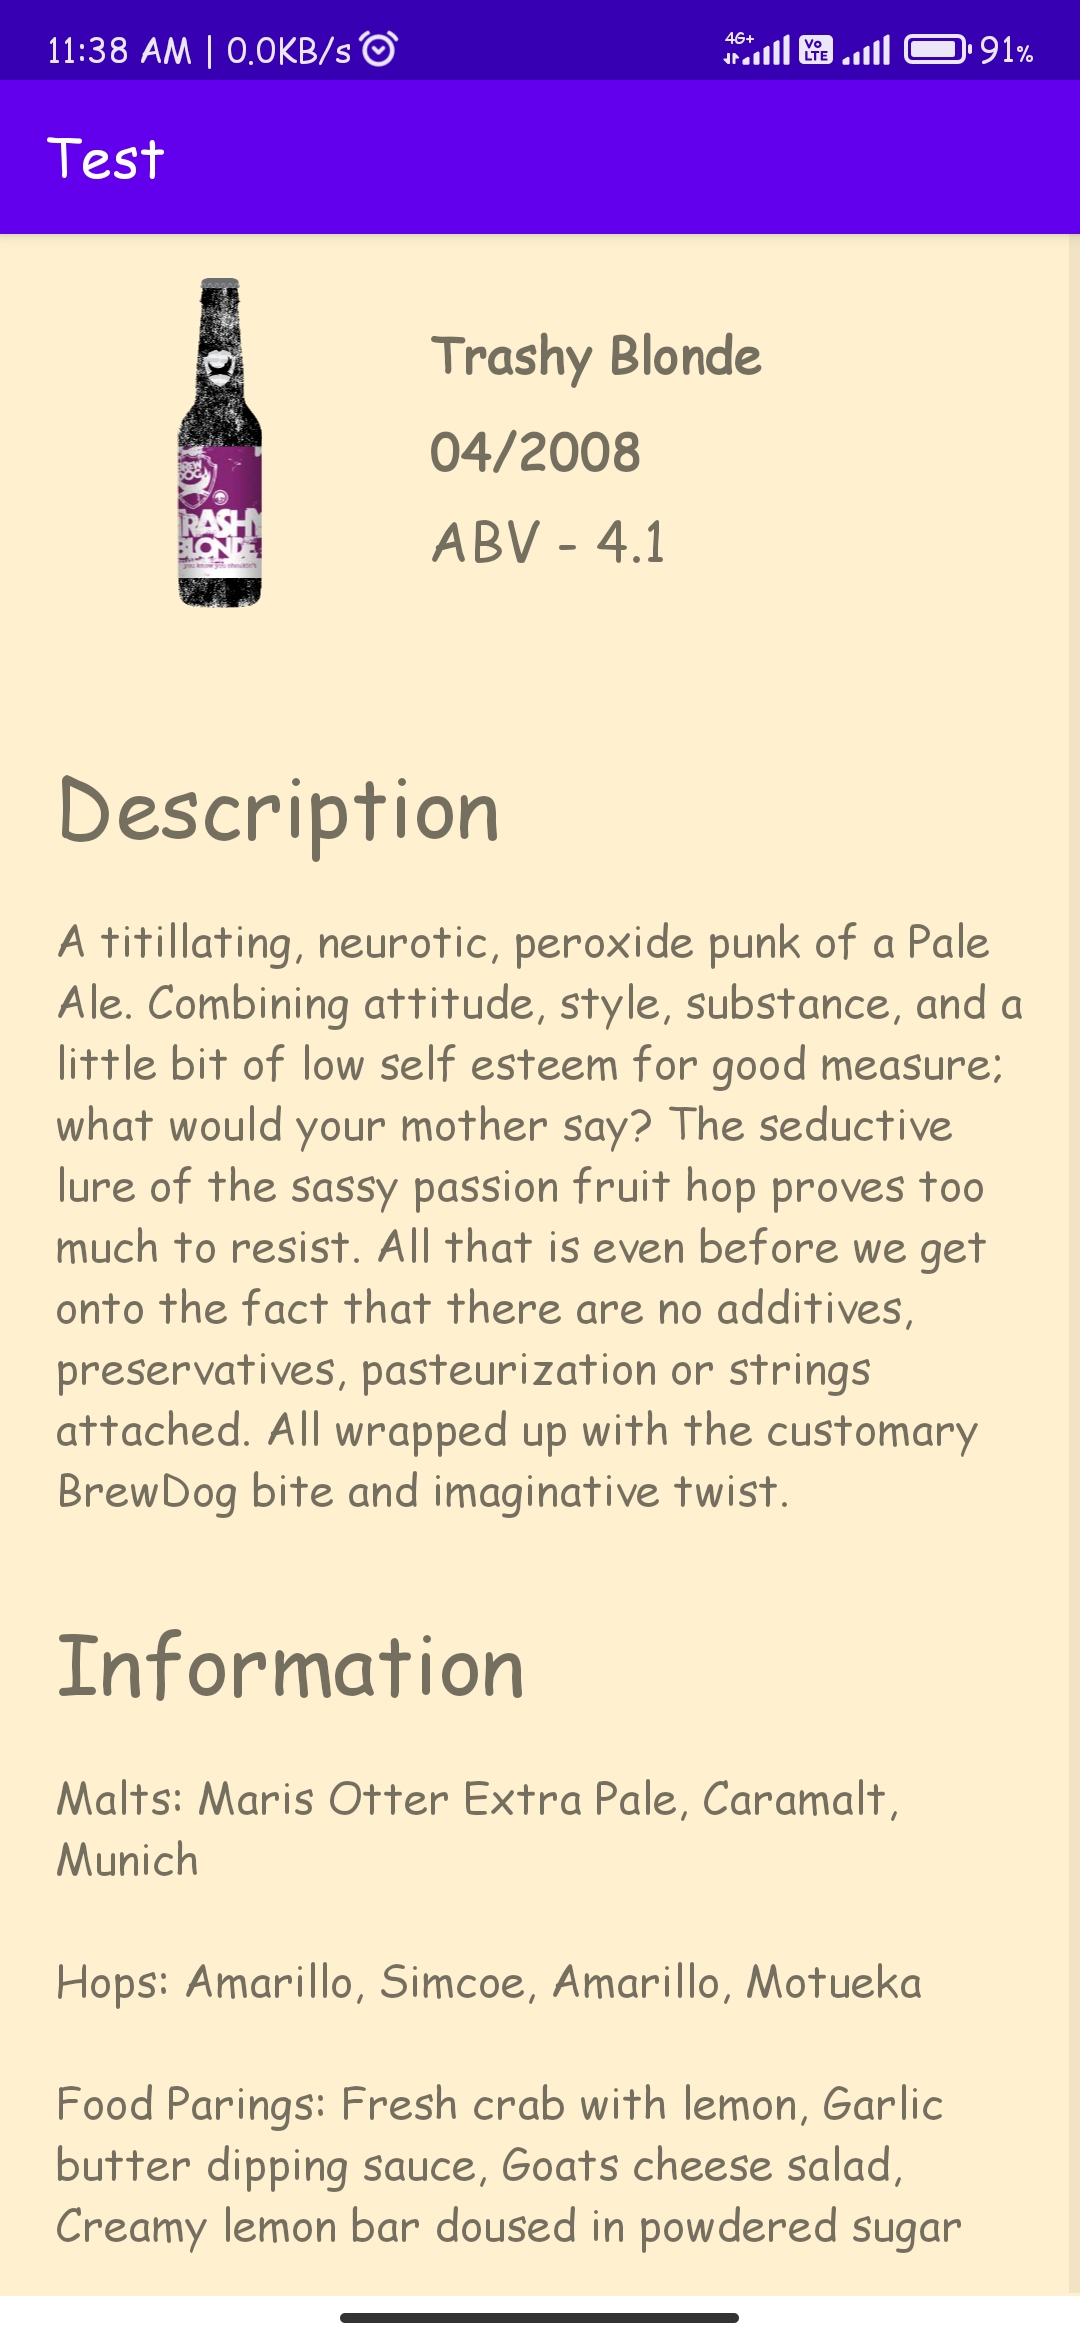 11:38 AM | 0.0KB/s
4G+
Vo
LTE
91%
Test
BREW
DOG
TRASHY
BLONDE
you know you shouldn't
Trashy Blonde
04/2008
ABV - 4.1
Description
A titillating, neurotic, peroxide punk of a Pale
Ale. Combining attitude, style, substance, and a
little bit of low self esteem for good measure;
what would your mother say? The seductive
lure of the sassy passion fruit hop proves too
much to resist. All that is even before we get
onto the fact that there are no additives,
preservatives, pasteurization or strings
attached. All wrapped up with the customary
BrewDog bite and imaginative twist.
Information
Malts: Maris Otter Extra Pale, Caramalt,
Munich
Hops: Amarillo, Simcoe, Amarillo, Motueka
Food Parings: Fresh crab with lemon, Garlic
butter dipping sauce, Goats cheese salad,
Creamy lemon bar doused in powdered sugar